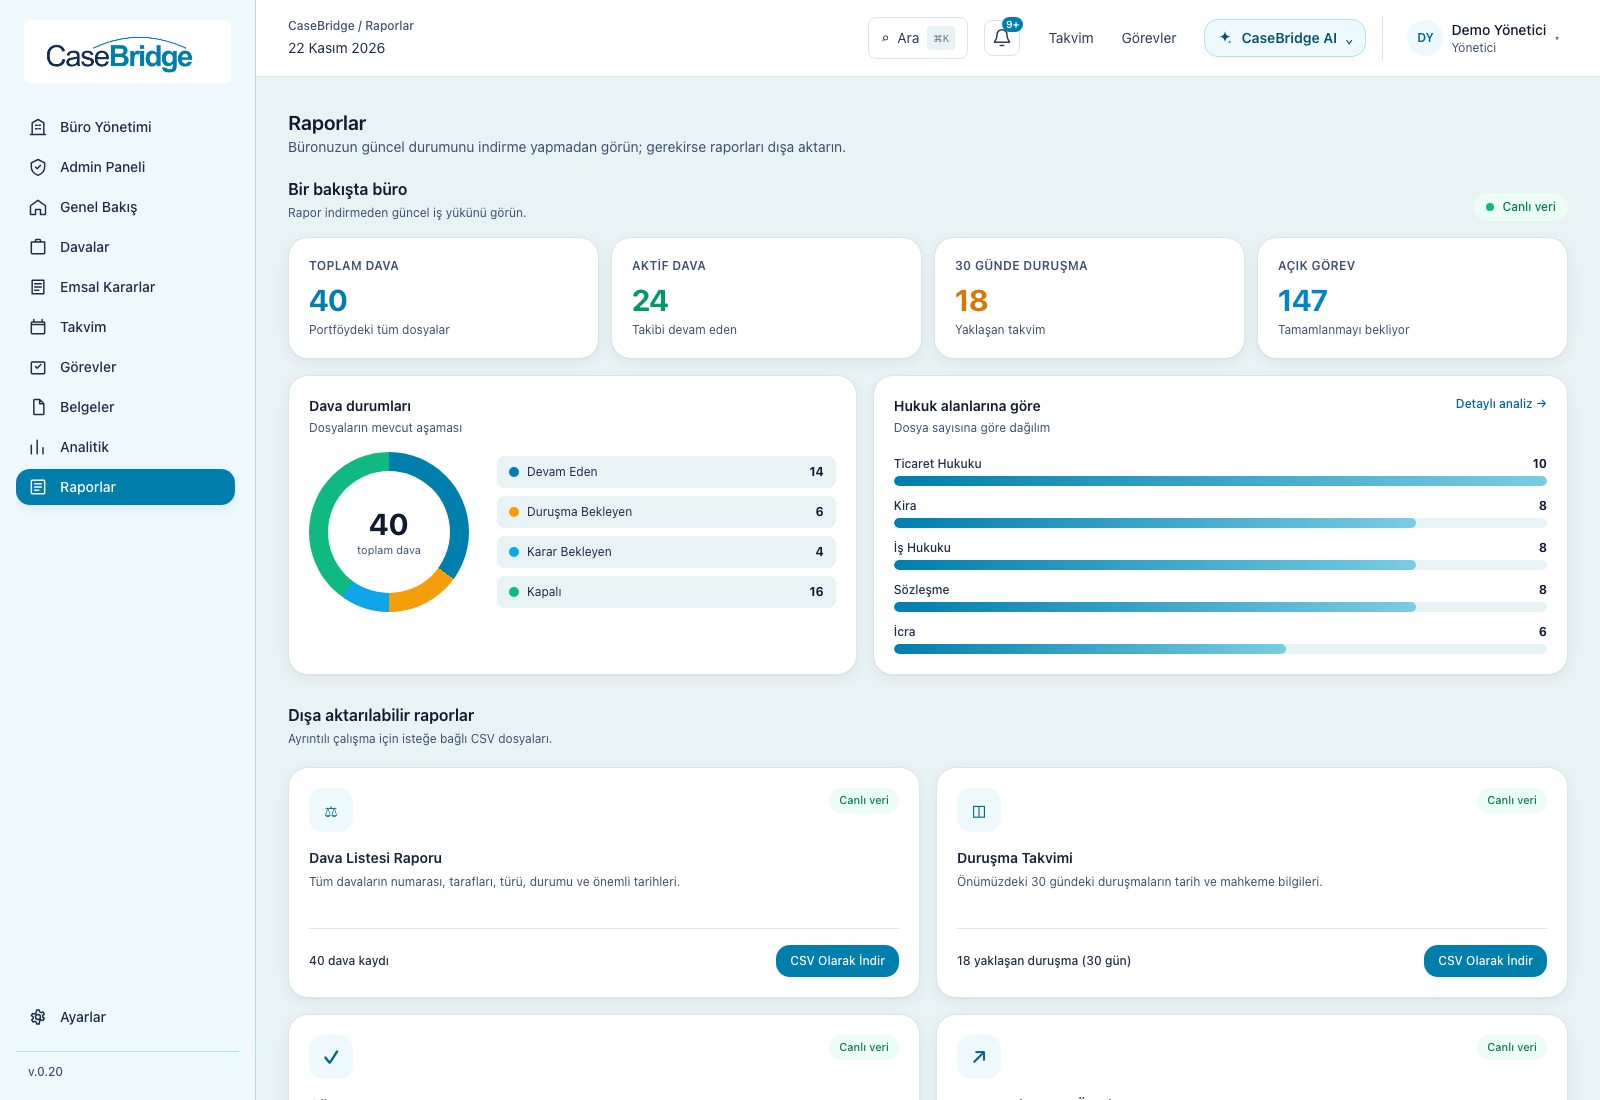 CaseBridge
Büro Yönetimi
Admin Paneli
Genel Bakış
Davalar
Emsal Kararlar
Takvim
Görevler
Belgeler
Analitik
Raporlar
Ayarlar
v.0.20
CaseBridge / Raporlar
22 Kasım 2026
Ara ⌘K
9+
Takvim
Görevler
CaseBridge AI
DY
Demo Yönetici
Yönetici
Raporlar
Büronuzun güncel durumunu indirme yapmadan görün; gerekirse raporları dışa aktarın.
Bir bakışta büro
Rapor indirmeden güncel iş yükünü görün.
Canlı veri
TOPLAM DAVA
40
Portföydeki tüm dosyalar
AKTİF DAVA
24
Takibi devam eden
30 GÜNDE DURUŞMA
18
Yaklaşan takvim
AÇIK GÖREV
147
Tamamlanmayı bekliyor
Dava durumları
Dosyaların mevcut aşaması
40
toplam dava
Devam Eden 14
Duruşma Bekleyen 6
Karar Bekleyen 4
Kapalı 16
Hukuk alanlarına göre
Dosya sayısına göre dağılım
Detaylı analiz →
Ticaret Hukuku 10
Kira 8
İş Hukuku 8
Sözleşme 8
İcra 6
Dışa aktarılabilir raporlar
Ayrıntılı çalışma için isteğe bağlı CSV dosyaları.
Canlı veri
Dava Listesi Raporu
Tüm davaların numarası, tarafları, türü, durumu ve önemli tarihleri.
40 dava kaydı
CSV Olarak İndir
Canlı veri
Duruşma Takvimi
Önümüzdeki 30 gündeki duruşmaların tarih ve mahkeme bilgileri.
18 yaklaşan duruşma (30 gün)
CSV Olarak İndir
Canlı veri
Canlı veri